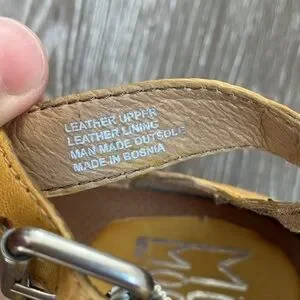 LEATHER UPPER
LEATHER LINING
MAN MADE OUTSOLE
MADE IN BOSNIA